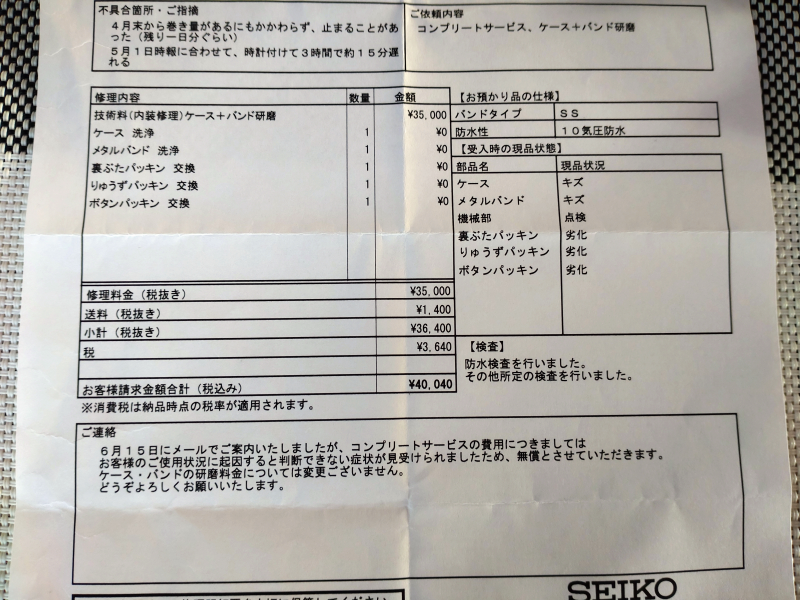 不具合箇所・ご指摘
４月末から巻き量があるにもかかわらず、止まることがあ
った（残り一日分ぐらい）
５月１日時報に合わせて、時計付けて３時間で約１５分遅
れる
ご依頼内容
コンプリートサービス、ケース＋バンド研磨
修理内容 数量 金額
技術料(内装修理)ケース＋バンド研磨 ¥35,000
ケース 洗浄 1 ¥0
メタルバンド 洗浄 1 ¥0
裏ぶたパッキン 交換 1 ¥0
りゅうずパッキン 交換 1 ¥0
ボタンパッキン 交換 1 ¥0
修理料金（税抜き） ¥35,000
送料（税抜き） ¥1,400
小計（税抜き） ¥36,400
税 ¥3,640
お客様請求金額合計（税込み） ¥40,040
※消費税は納品時点の税率が適用されます。
【お預かり品の仕様】
バンドタイプ ＳＳ
防水性 １０気圧防水
【受入時の現品状態】
部品名 現品状況
ケース キズ
メタルバンド キズ
機械部 点検
裏ぶたパッキン 劣化
りゅうずパッキン 劣化
ボタンパッキン 劣化
【検査】
防水検査を行いました。
その他所定の検査を行いました。
ご連絡
６月１５日にメールでご案内いたしましたが、コンプリートサービスの費用につきましては
お客様のご使用状況に起因すると判断できない症状が見受けられましたため、無償とさせていただきます。
ケース・バンドの研磨料金については変更ございません。
どうぞよろしくお願いいたします。
SEIKO